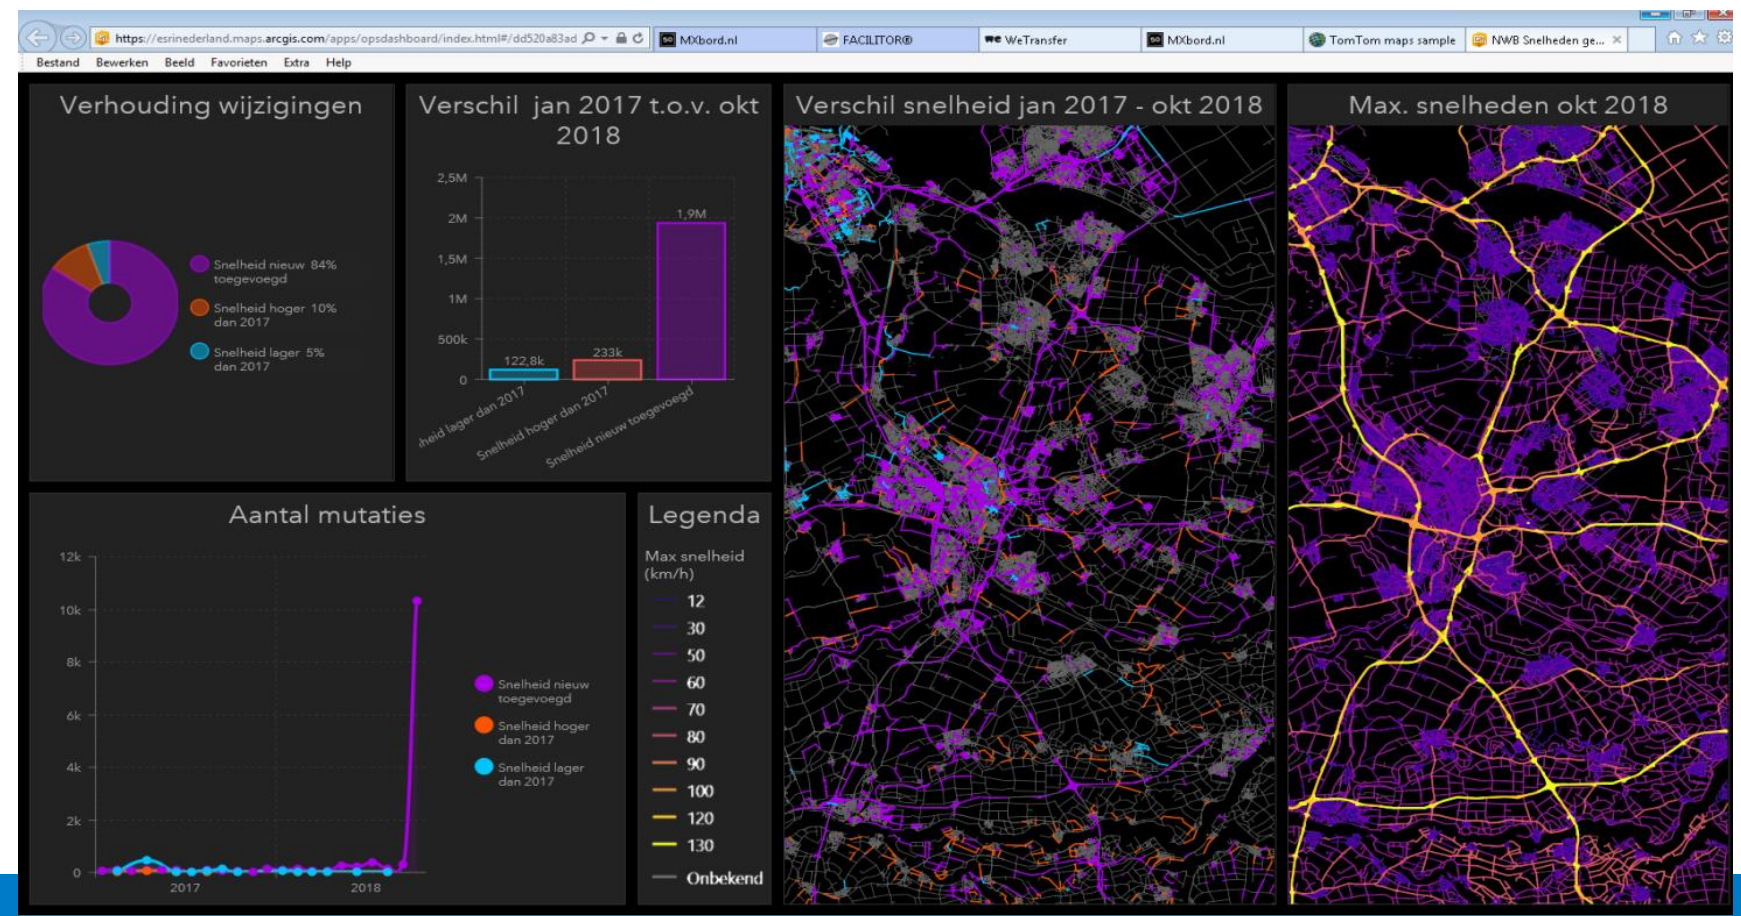 https://esrinederland.maps.arcgis.com/apps/opsdashboard/index.html#/dd520a83ad
MXbord.nl
FACILITOR®
we WeTransfer
MXbord.nl
TomTom maps sample
NWB Snelheden ge...
Bestand Bewerken Beeld Favorieten Extra Help
Verhouding wijzigingen
Snelheid nieuw 84%
toegevoegd
Snelheid hoger 10%
dan 2017
Snelheid lager 5%
dan 2017
Verschil jan 2017 t.o.v. okt
2018
2,5M
2M
1,5M
1M
500k
0
122,8k
233k
1,9M
heid lager dan 2017
Snelheid hoger dan 2017
Snelheid nieuw toegevoegd
Verschil snelheid jan 2017 - okt 2018
Max. snelheden okt 2018
Aantal mutaties
12k
10k
8k
6k
4k
2k
0
2017
2018
Snelheid nieuw
toegevoegd
Snelheid hoger
dan 2017
Snelheid lager
dan 2017
Legenda
Max snelheid
(km/h)
12
30
50
60
70
80
90
100
120
130
Onbekend